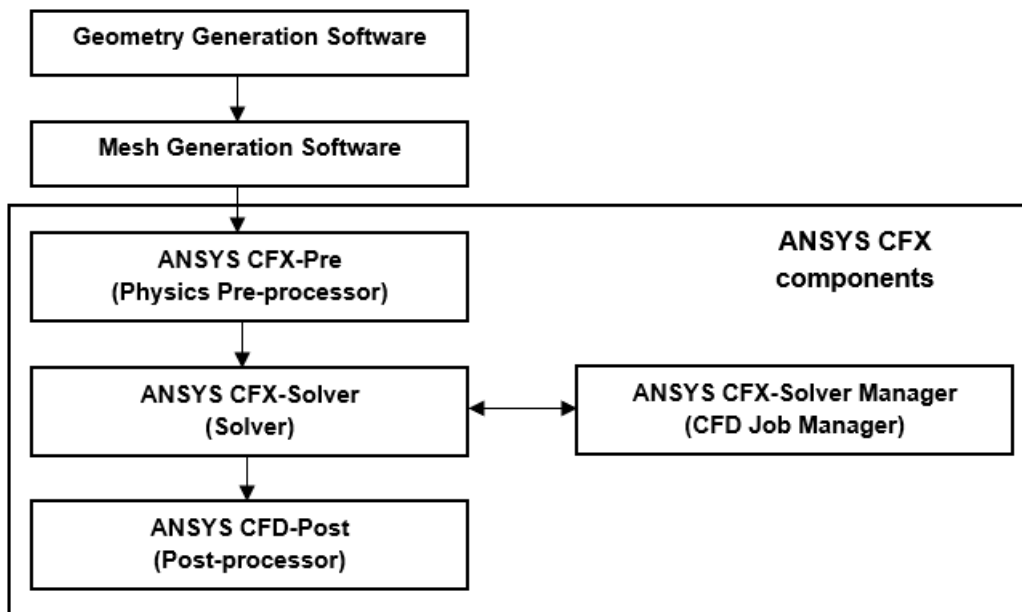 Geometry Generation Software
Mesh Generation Software
ANSYS CFX
components
ANSYS CFX-Pre
(Physics Pre-processor)
ANSYS CFX-Solver
(Solver)
ANSYS CFX-Solver Manager
(CFD Job Manager)
ANSYS CFD-Post
(Post-processor)